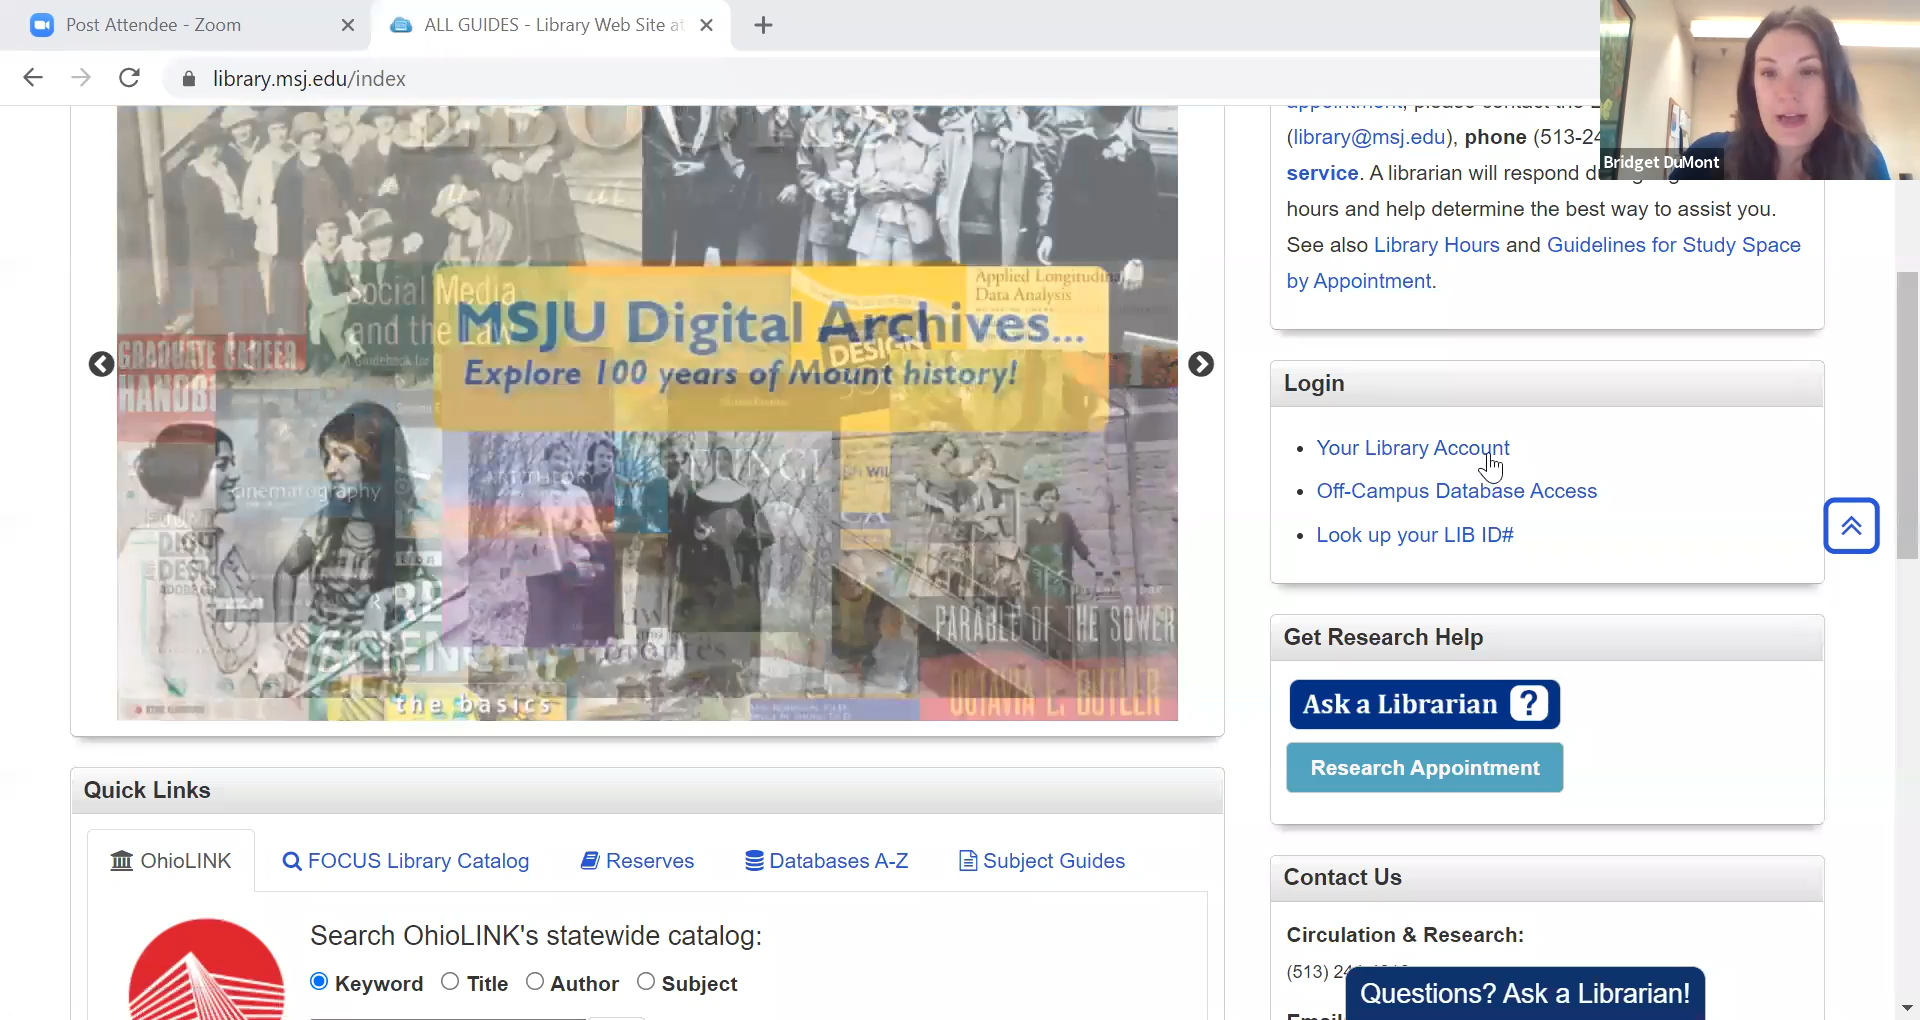 Post Attendee - Zoom
ALL GUIDES - Library Web Site at
library.msj.edu/index
(library@msj.edu), phone (513-24
service. A librarian will respond
hours and help determine the best way to assist you.
See also Library Hours and Guidelines for Study Space
by Appointment.
Bridget DuMont
Social Media
and the Law
Applied Longitudinal
Data Analysis
MSJU Digital Archives...
DESIGN
Explore 100 years of Mount history!
GRADUATE CAREER
HANDB
ART THEORY
FUNGI
cinematography
PARABLE OF THE SOWER
OCTAVIA E. BUTLER
the basics
Login
Your Library Account
Off-Campus Database Access
Look up your LIB ID#
Get Research Help
Ask a Librarian ?
Research Appointment
Quick Links
OhioLINK
FOCUS Library Catalog
Reserves
Databases A-Z
Subject Guides
Search OhioLINK's statewide catalog:
Keyword Title Author Subject
Contact Us
Circulation & Research:
(513) 24
Questions? Ask a Librarian!